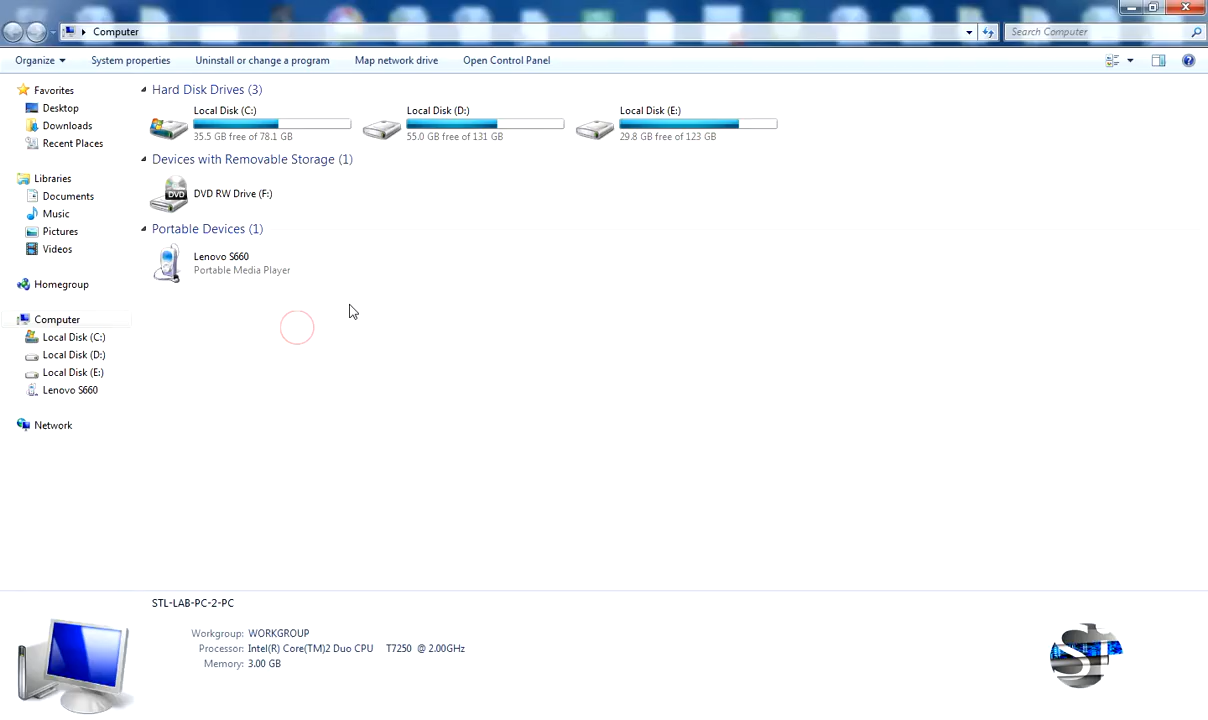 Computer
Search Computer
Organize
System properties
Uninstall or change a program
Map network drive
Open Control Panel
Favorites
Desktop
Downloads
Recent Places
Libraries
Documents
Music
Pictures
Videos
Homegroup
Computer
Local Disk (C:)
Local Disk (D:)
Local Disk (E:)
Lenovo S660
Network
Hard Disk Drives (3)
Local Disk (C:)
35.5 GB free of 78.1 GB
Local Disk (D:)
55.0 GB free of 131 GB
Local Disk (E:)
29.8 GB free of 123 GB
Devices with Removable Storage (1)
DVD
DVD RW Drive (F:)
Portable Devices (1)
Lenovo S660
Portable Media Player
STL-LAB-PC-2-PC
Workgroup: WORKGROUP
Processor: Intel(R) Core(TM)2 Duo CPU T7250 @ 2.00GHz
Memory: 3.00 GB